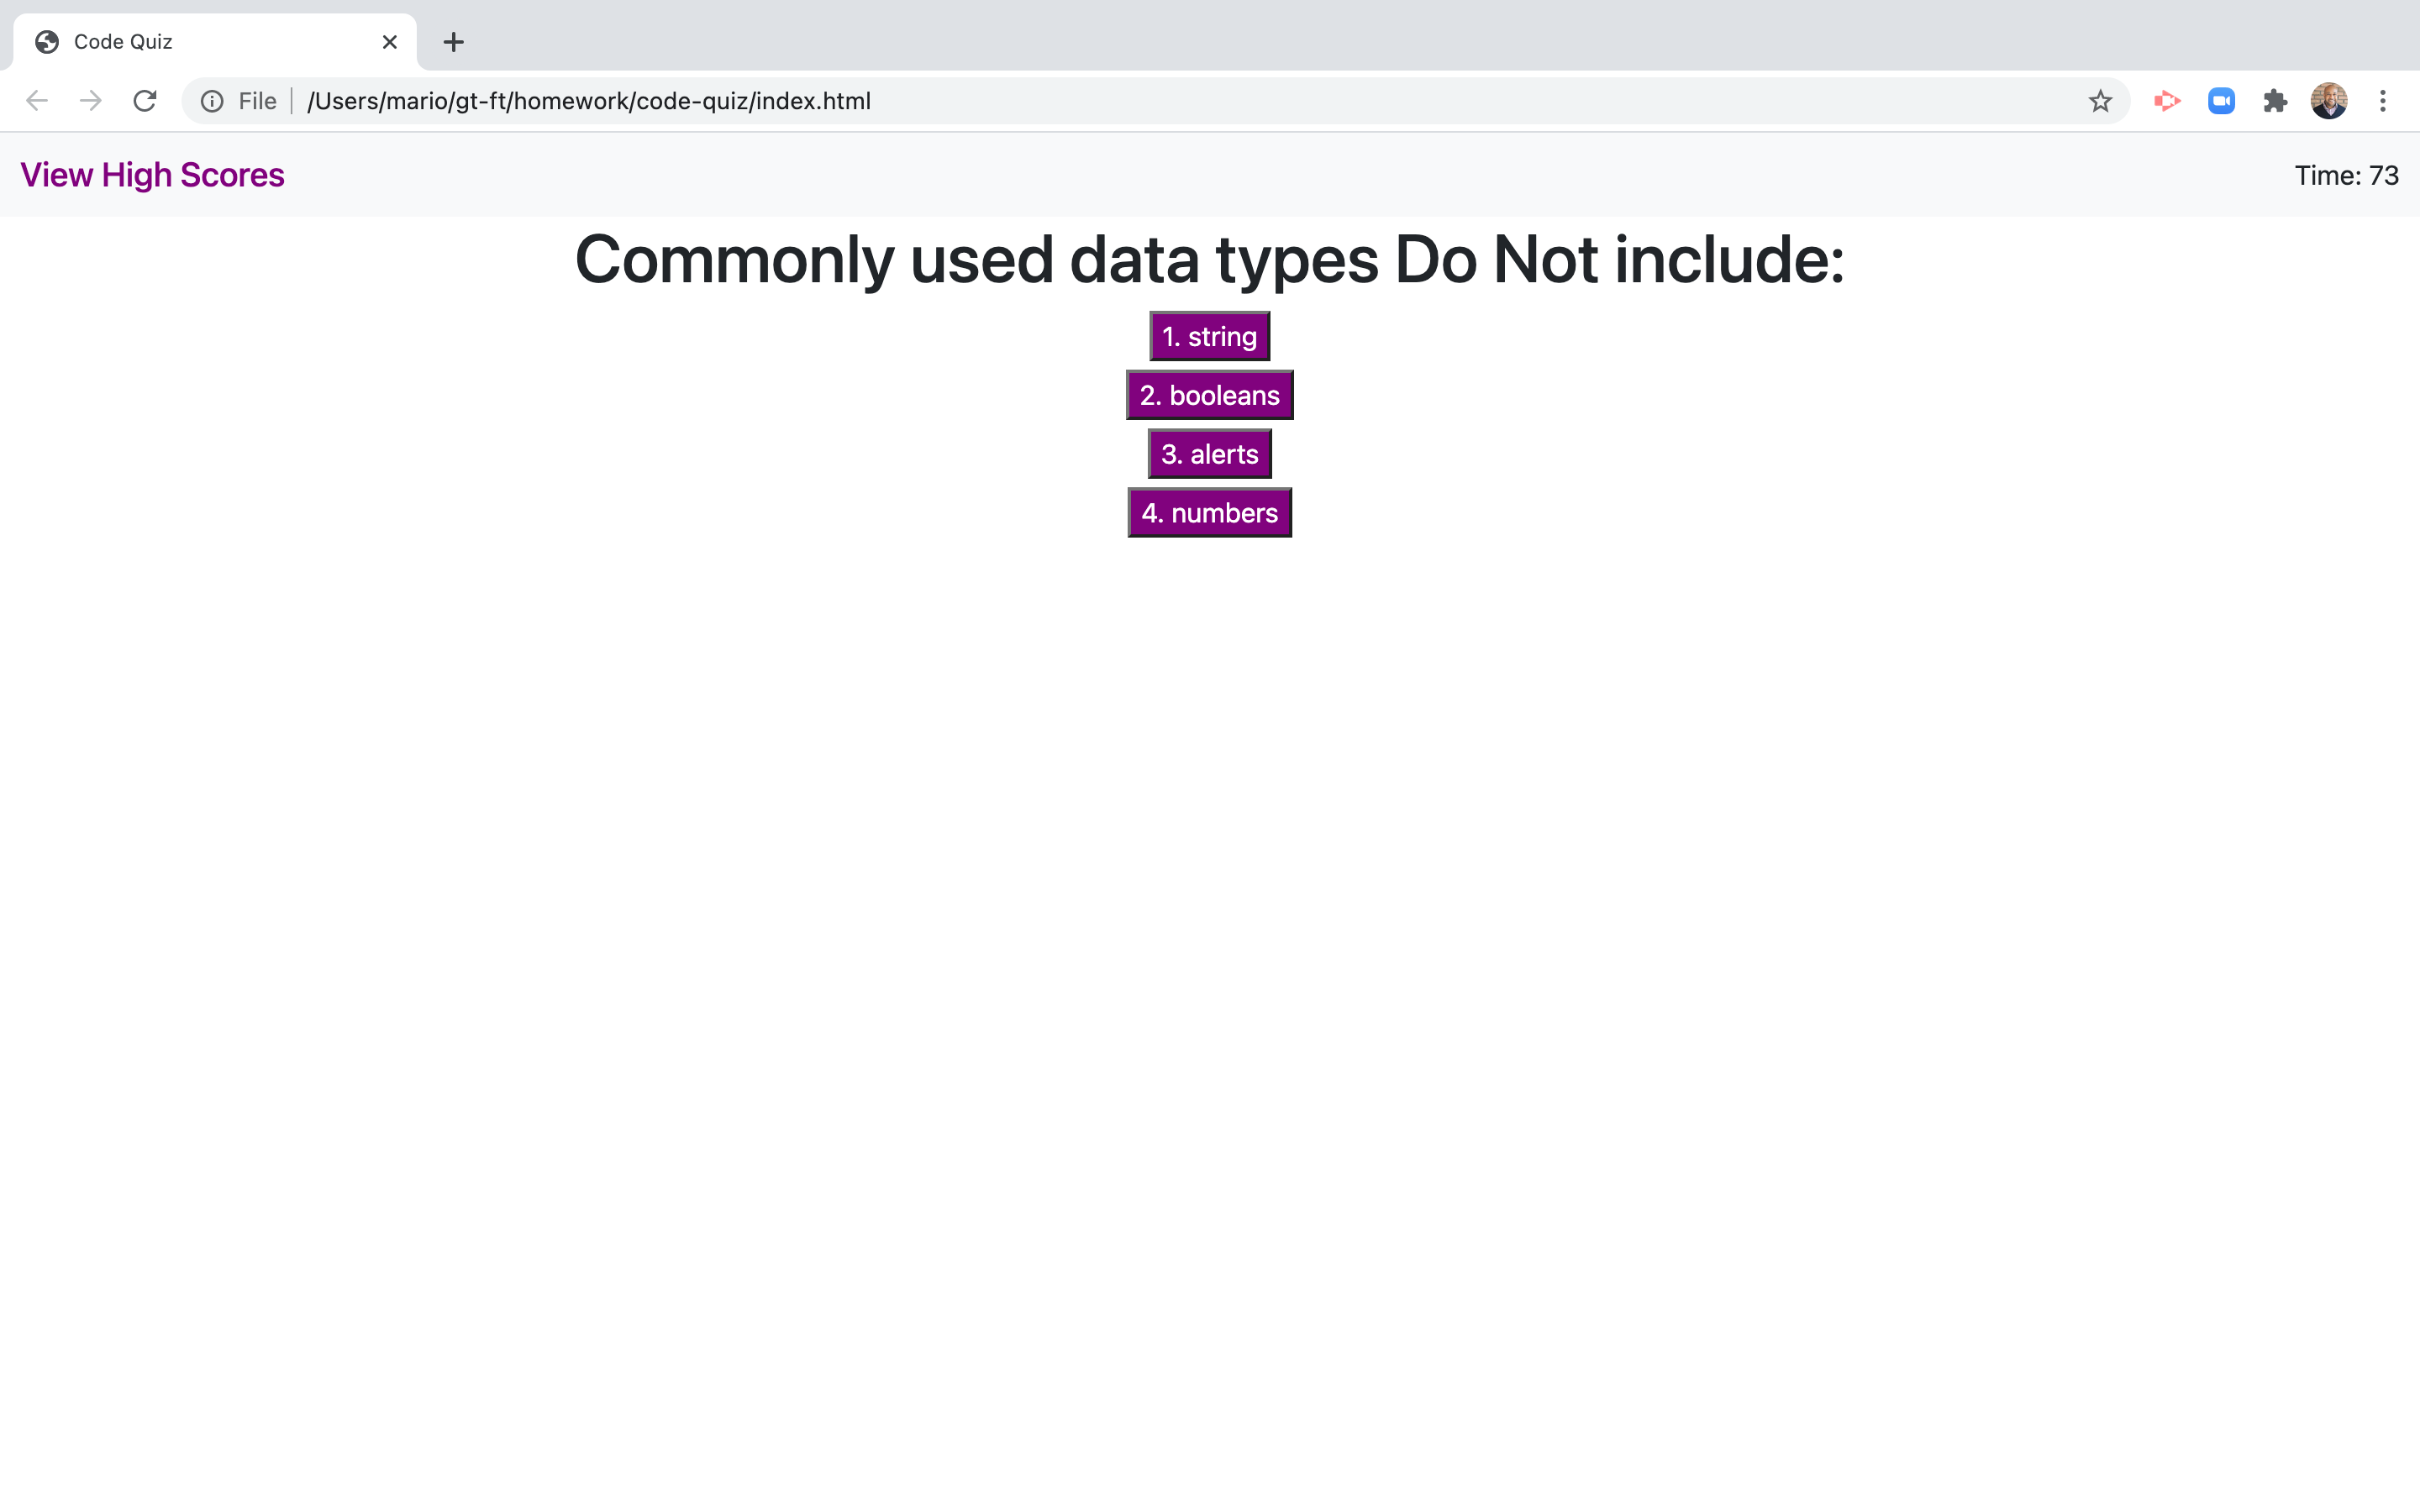 Code Quiz
File /Users/mario/gt-ft/homework/code-quiz/index.html
View High Scores
Time: 73
Commonly used data types Do Not include:
1. string
2. booleans
3. alerts
4. numbers